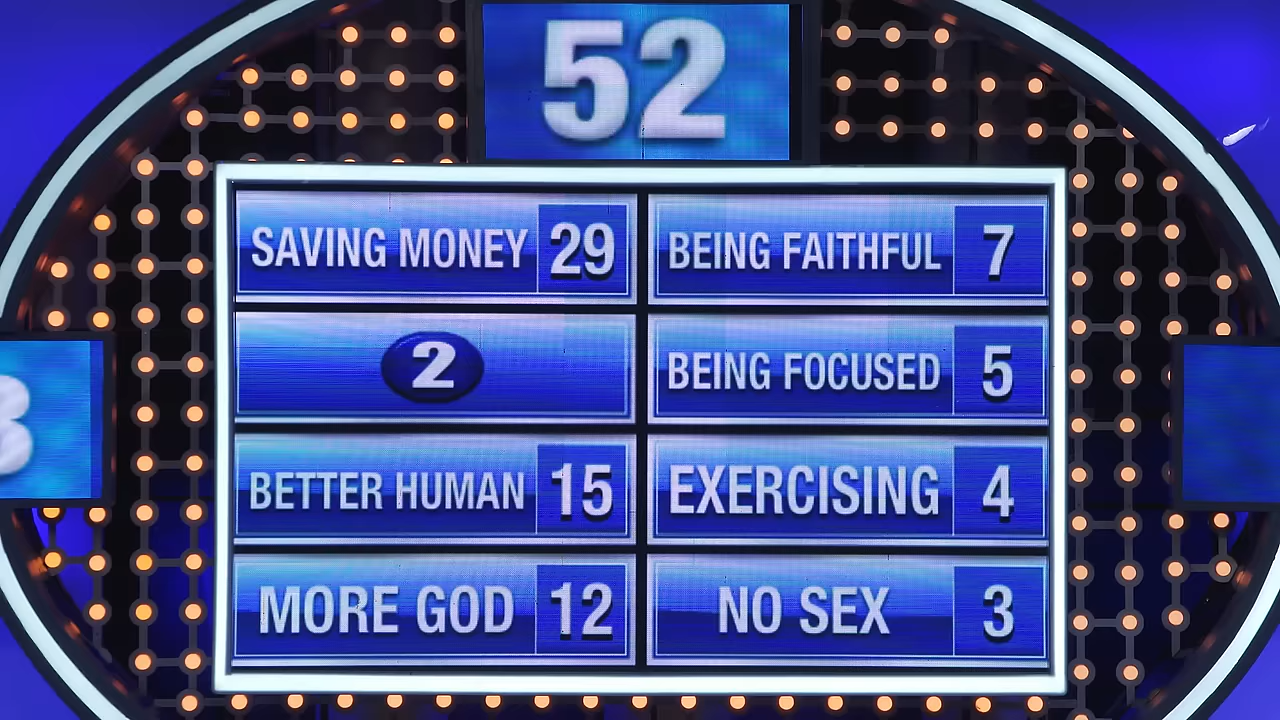 52
SAVING MONEY 29
2
BETTER HUMAN 15
MORE GOD 12
BEING FAITHFUL 7
BEING FOCUSED 5
EXERCISING 4
NO SEX 3